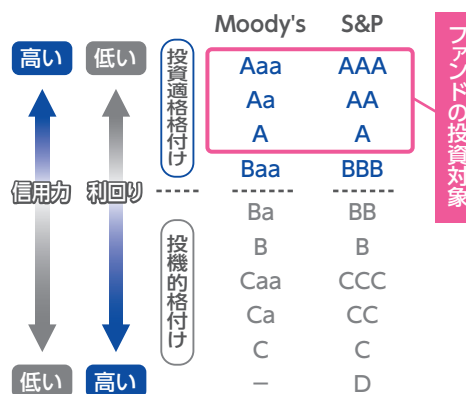 Moody's S&P
高い 低い
信用力 利回り
低い 高い
投資適格格付け
Aaa AAA
Aa AA
A A
Baa BBB
投機的格付け
Ba BB
B B
Caa CCC
Ca CC
C C
– D
ファンドの投資対象